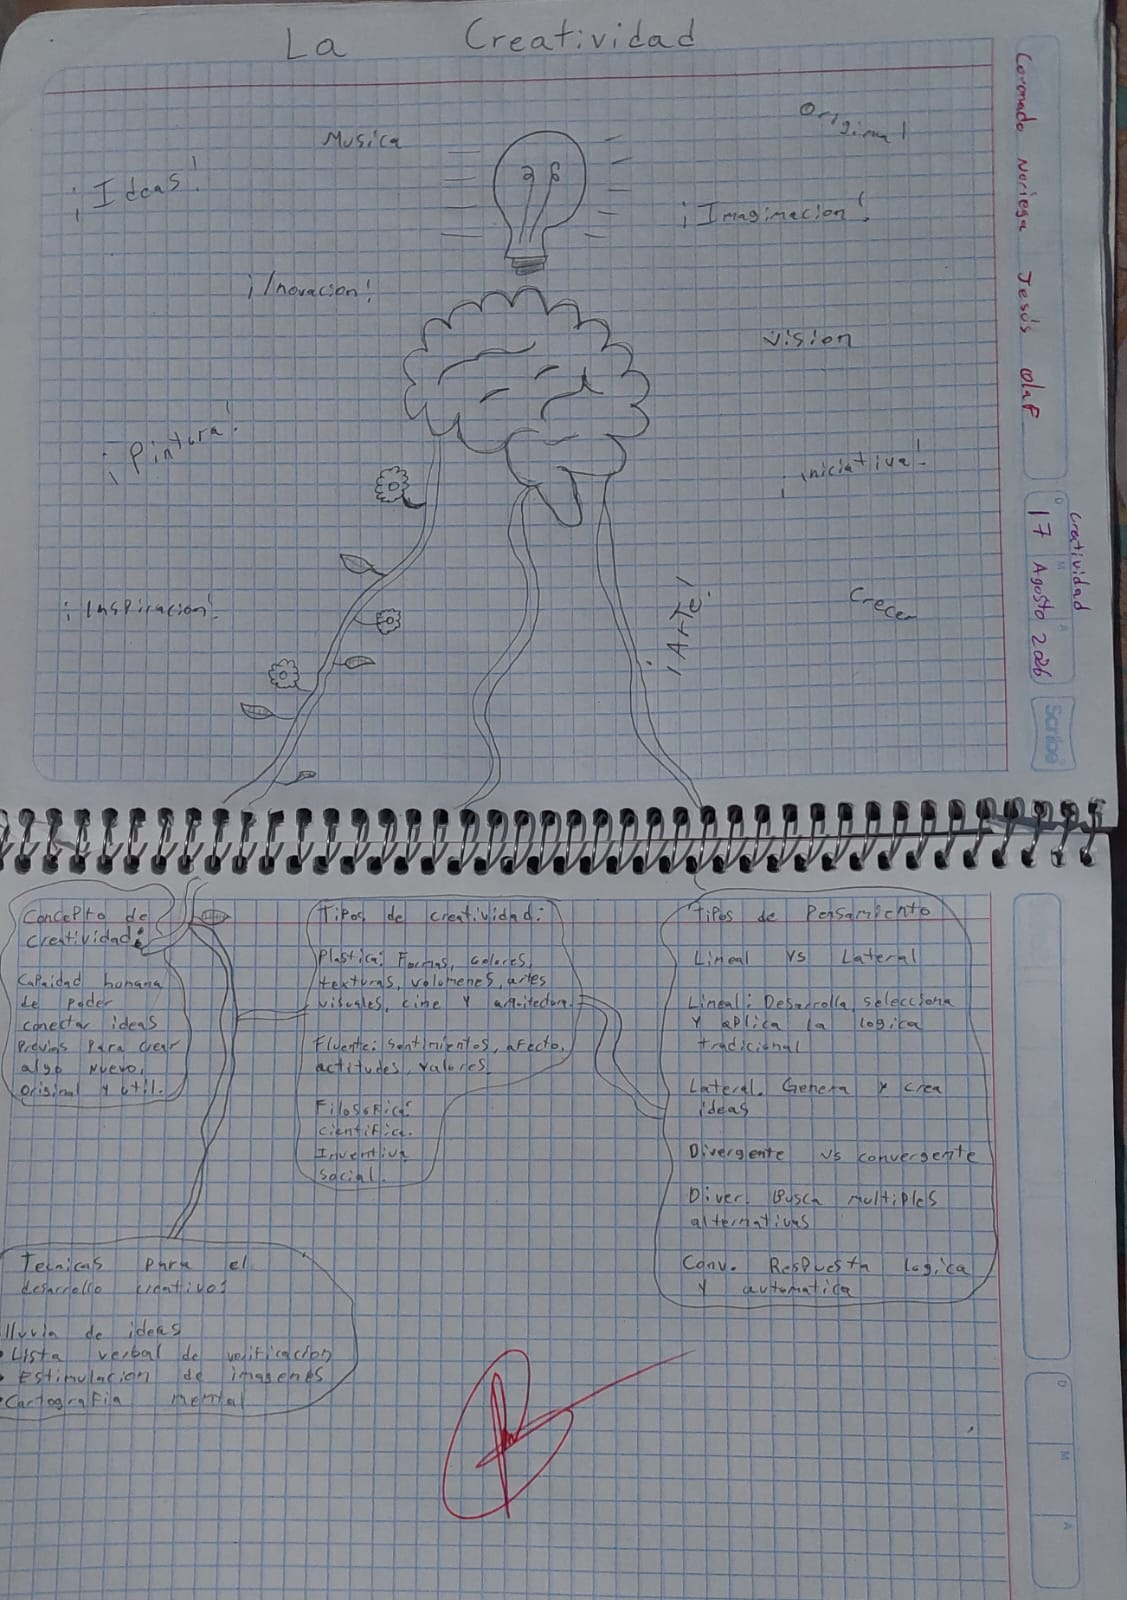 La Creatividad
Musica
Original
¡Ideas!
¡Imaginacion!
¡Inovacion!
vision
¡Pintura!
¡iniciativa!
¡Inspiracion!
¡Arte!
Crecer
Coronado Noriega Jesús Olaf
Creatividad
17 Agosto 2026
Scribe
Concepto de
creatividad:
Capaidad humana
de poder
conectar ideas
previas para crear
algo nuevo,
original y util.
Tipos de creatividad:
Plastica: Formas, colores,
texturas, volomenes, artes
visuales, cine y arquitectura.
Fluente: sentimientos, afecto,
actitudes, valores.
Filosofica:
cientifica.
Inventiva
social.
Tipos de Pensamiento
Lineal vs Lateral
Lineal: Desarrolla, selecciona
y aplica la logica
tradicional
Lateral. Genera y crea
ideas
Divergente vs convergente
Diver. Busca multiples
alternativas
Conv. Respuesta logica
y automatica
Tecnicas para el
desarrollo creativo:
lluvia de ideas
• Lista verbal de verificacion
• Estimulacion de imagenes
• Cartografia mental
D
M
A